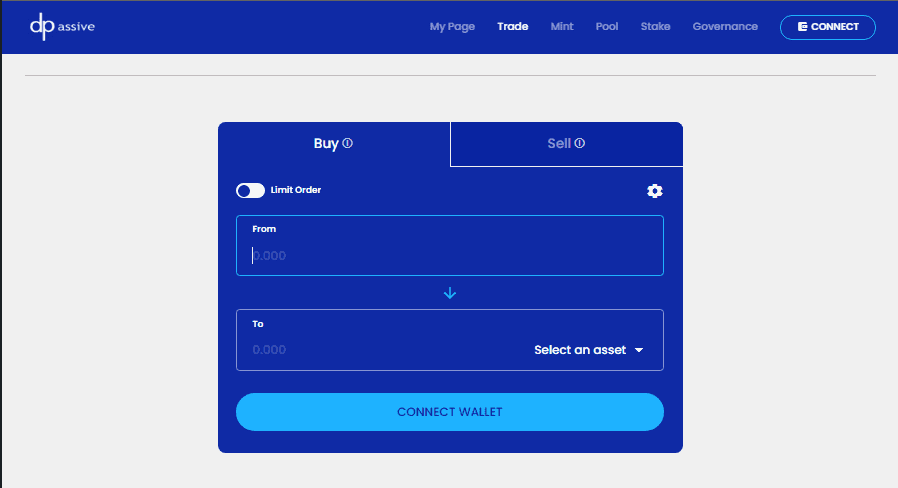 dp assive
My Page Trade Mint Pool Stake Governance CONNECT
Buy Sell
Limit Order
From
0.000
To
0.000 Select an asset
CONNECT WALLET